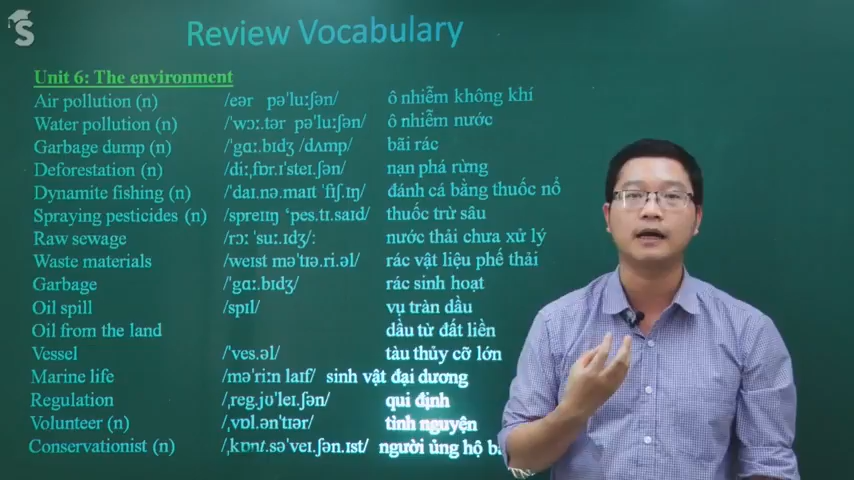 S
Review Vocabulary
Unit 6: The environment
Air pollution (n) /eər pəˈluːʃən/ ô nhiễm không khí
Water pollution (n) /ˈwɔː.tər pəˈluːʃən/ ô nhiễm nước
Garbage dump (n) /ˈɡɑː.bɪdʒ /dʌmp/ bãi rác
Deforestation (n) /diːˌfɒr.ɪˈsteɪ.ʃən/ nạn phá rừng
Dynamite fishing (n) /ˈdaɪ.nə.maɪt ˈfɪʃ.ɪŋ/ đánh cá bằng thuốc nổ
Spraying pesticides (n) /spreɪɪŋ ‘pes.tɪ.saɪd/ thuốc trừ sâu
Raw sewage /rɔː ˈsuː.ɪdʒ/: nước thải chưa xử lý
Waste materials /weɪst məˈtɪə.ri.əl/ rác vật liệu phế thải
Garbage /ˈɡɑː.bɪdʒ/ rác sinh hoạt
Oil spill /spɪl/ vụ tràn dầu
Oil from the land dầu từ đất liền
Vessel /ˈves.əl/ tàu thủy cỡ lớn
Marine life /məˈriːn laɪf/ sinh vật đại dương
Regulation /ˌreɡ.jʊˈleɪ.ʃən/ qui định
Volunteer (n) /ˌvɒl.ənˈtɪər/ tình nguyện
Conservationist (n) /ˌkɒnt.səˈveɪ.ʃən.ɪst/ người ủng hộ